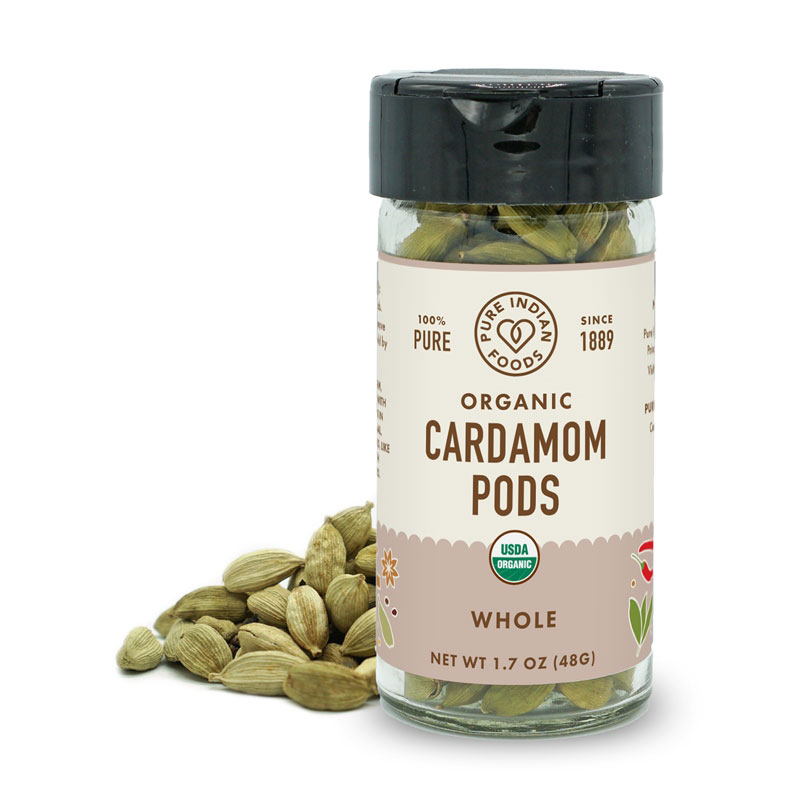 100%
PURE
PURE INDIAN
FOODS
SINCE
1889
ORGANIC
CARDAMOM
PODS
USDA
ORGANIC
WHOLE
NET WT 1.7 OZ (48G)